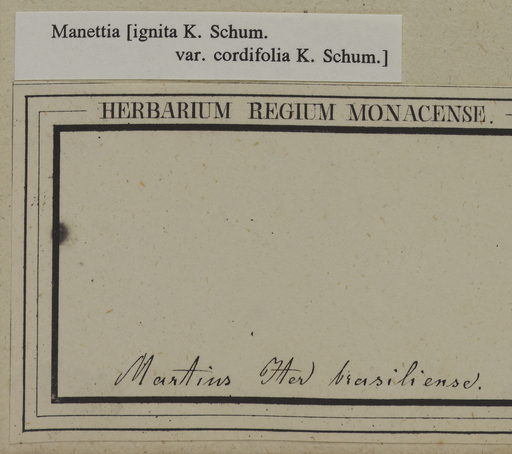 Manettia [ignita K. Schum.
var. cordifolia K. Schum.]
HERBARIUM REGIUM MONACENSE.
Martius Iter brasiliense.